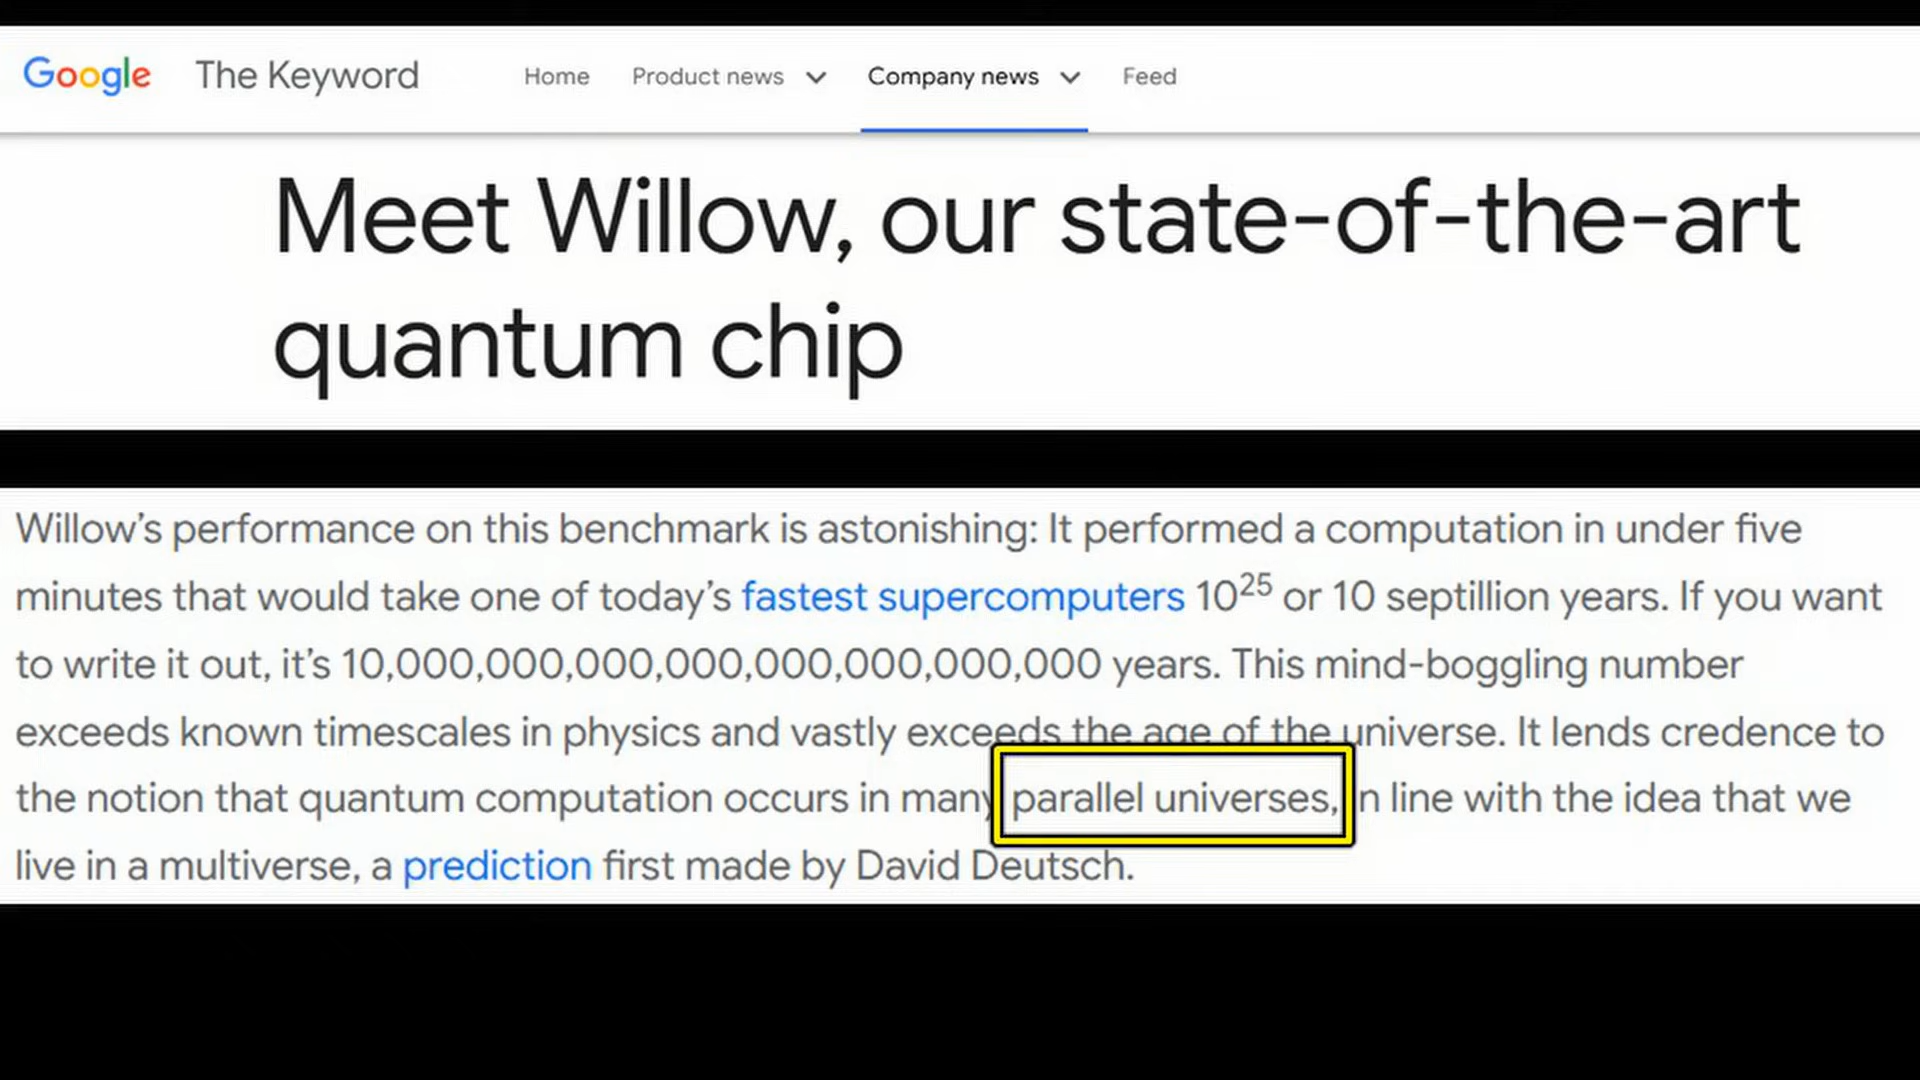 Google The Keyword Home Product news Company news Feed
Meet Willow, our state-of-the-art
quantum chip
Willow’s performance on this benchmark is astonishing: It performed a computation in under five
minutes that would take one of today’s fastest supercomputers 10²⁵ or 10 septillion years. If you want
to write it out, it’s 10,000,000,000,000,000,000,000,000 years. This mind-boggling number
exceeds known timescales in physics and vastly exceeds the age of the universe. It lends credence to
the notion that quantum computation occurs in many parallel universes, in line with the idea that we
live in a multiverse, a prediction first made by David Deutsch.